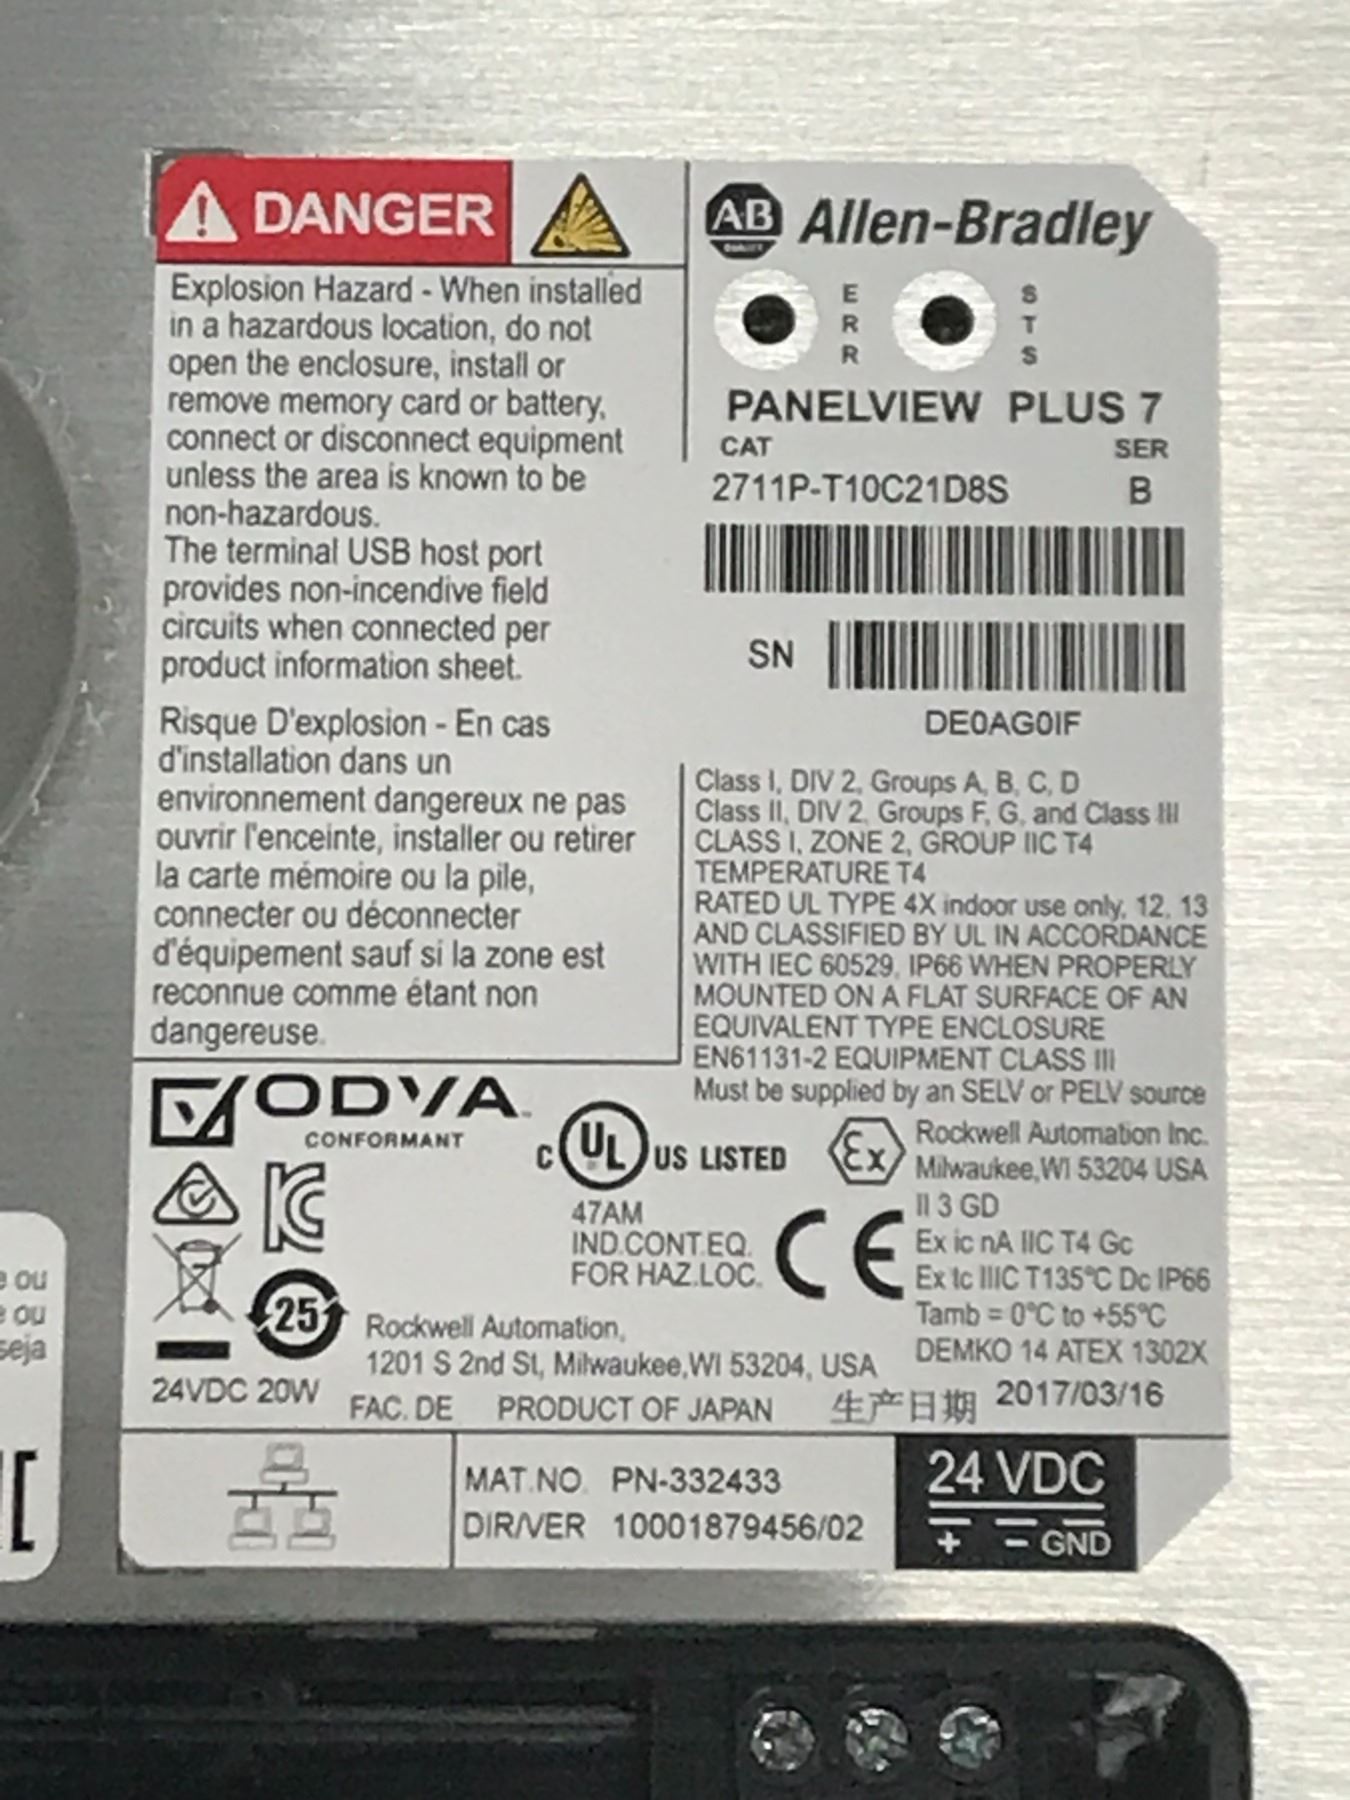 DANGER
Explosion Hazard - When installed
in a hazardous location, do not
open the enclosure, install or
remove memory card or battery,
connect or disconnect equipment
unless the area is known to be
non-hazardous.
The terminal USB host port
provides non-incendive field
circuits when connected per
product information sheet.
Risque D'explosion - En cas
d'installation dans un
environnement dangereux ne pas
ouvrir l'enceinte, installer ou retirer
la carte mémoire ou la pile,
connecter ou déconnecter
d'équipement sauf si la zone est
reconnue comme étant non
dangereuse.
AB Allen-Bradley
QUALITY
ERR STS
PANELVIEW PLUS 7
CAT SER
2711P-T10C21D8S B
SN
DE0AG0IF
Class I, DIV 2, Groups A, B, C, D
Class II, DIV 2, Groups F, G, and Class III
CLASS I, ZONE 2, GROUP IIC T4
TEMPERATURE T4
RATED UL TYPE 4X indoor use only, 12, 13
AND CLASSIFIED BY UL IN ACCORDANCE
WITH IEC 60529, IP66 WHEN PROPERLY
MOUNTED ON A FLAT SURFACE OF AN
EQUIVALENT TYPE ENCLOSURE
EN61131-2 EQUIPMENT CLASS III
Must be supplied by an SELV or PELV source
ODVA
CONFORMANT
C UL US LISTED
47AM
IND.CONT.EQ.
FOR HAZ.LOC.
CE
Ex
Rockwell Automation Inc.
Milwaukee,WI 53204 USA
II 3 GD
Ex ic nA IIC T4 Gc
Ex tc IIIC T135°C Dc IP66
Tamb = 0°C to +55°C
DEMKO 14 ATEX 1302X
25
Rockwell Automation,
1201 S 2nd St, Milwaukee,WI 53204, USA
24VDC 20W
FAC. DE PRODUCT OF JAPAN 生产日期 2017/03/16
MAT.NO. PN-332433
DIR/VER 10001879456/02
24 VDC
+ - GND
e ou
e ou
seja